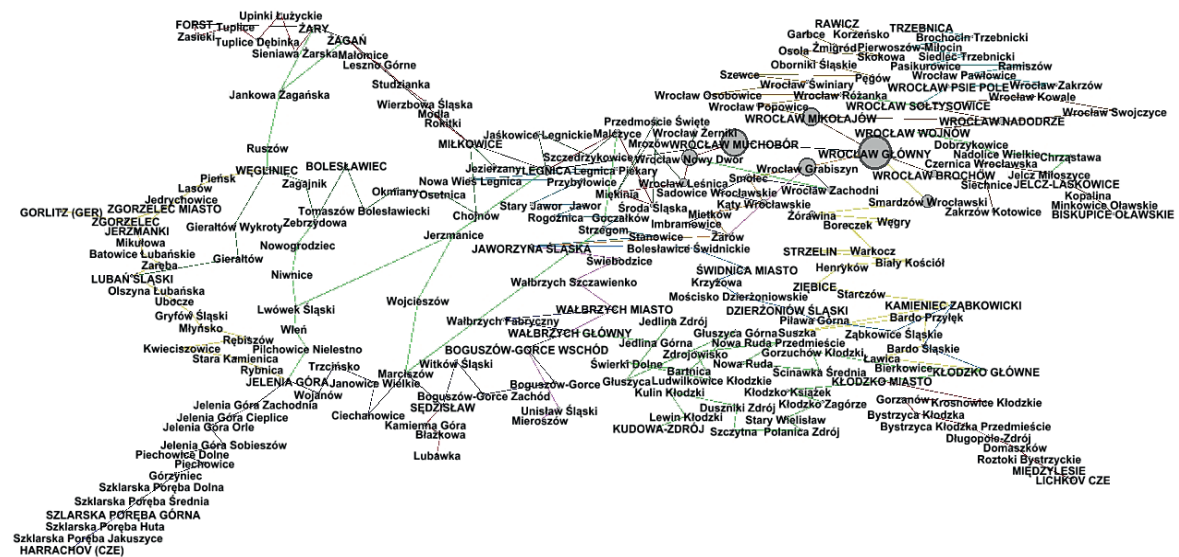 Upinki Łużyckie
FORST Tuplice ŻARY
Zasieki
Tuplice Dębinka ŻAGAŃ
Sieniawa Żarska Małomice
Leszno Górne
Studzianka
Jankowa Żagańska
Wierzbowa Śląska
Modła
Rokitki
MIŁKOWICE
Ruszów
WĘGLINIEC
BOLESŁAWIEC
Pieńsk
Zagajnik
Lasów
Jędrychowice
Okmiany
Osetnica
GORLITZ (GER)
ZGORZELEC MIASTO
ZGORZELEC
JERZMANKI
Mikułowa
Batowice Lubańskie
Zaręba
LUBAŃ ŚLĄSKI
Olszyna Lubańska
Ubocze
Gryfów Śląski
Młyńsko
Rębiszów
Kwieciszowice
Stara Kamienica
Rybnica
JELENIA GÓRA
Tomaszów Bolesławiecki
Gierałtów Wykroty
Zebrzydowa
Nowogrodziec
Gierałtów
Niwnice
Lwówek Śląski
Wleń
Pilchowice Nielestno
Trzcińsko
Janowice Wielkie
Wojanów
Ciechanowice
Marciszów
Wojcieszów
Jerzmanice
Chojnów
Jelenia Góra Zachodnia
Jelenia Góra Cieplice
Jelenia Góra Orle
Jelenia Góra Sobieszów
Piechowice Dolne
Piechowice
Górzyniec
Szklarska Poręba Dolna
Szklarska Poręba Średnia
SZLARSKA PORĘBA GÓRNA
Szklarska Poręba Huta
Szklarska Poręba Jakuszyce
HARRACHOV (CZE)
Jaśkowice Legnickie
Przedmoście Święte
Malczyce
Szczedrzykowice
Jezierzany
LEGNICA
Legnica Piekary
Nowa Wieś Legnica
Przybyłowice
Stary Jawor
Jawor
Rogoźnica
Goczałków
Strzegom
Miękinia
Środa Śląska
Mrozów
Wrocław Żerniki
WROCŁAW MUCHOBÓR
Wrocław Nowy Dwór
Wrocław Leśnica
Smolec
Sadowice Wrocławskie
Kąty Wrocławskie
Mietków
Imbramowice
Stanowice
Żarów
JAWORZYNA ŚLĄSKA
Bolesławice Świdnickie
Świebodzice
ŚWIDNICA MIASTO
Wałbrzych Szczawienko
Krzyżowa
Mościsko Dzierżoniowskie
WAŁBRZYCH MIASTO
DZIERŻONIÓW ŚLĄSKI
Wałbrzych Fabryczny
WAŁBRZYCH GŁÓWNY
Jedlina Zdrój
Jedlina Górna
BOGUSZÓW-GORCE WSCHÓD
Witków Śląski
Boguszów-Gorce
Boguszów-Gorce Zachód
SĘDZISŁAW
Unisław Śląski
Mieroszów
Kamienna Góra
Błażkowa
Lubawka
RAWICZ
Garbce
Korzeńsko
TRZEBNICA
Brochocin Trzebnicki
Osola
Żmigród
Pierwoszów-Miłocin
Skokowa
Siedlec Trzebnicki
Oborniki Śląskie
Pasikurowice
Ramiszów
Szewce
Pęgów
Wrocław Pawłowice
Wrocław Świniary
WROCŁAW PSIE POLE
Wrocław Zakrzów
Wrocław Osobowice
Wrocław Różanka
Wrocław Kowale
Wrocław Popowice
WROCŁAW SOŁTYSOWICE
Wrocław Swojczyce
WROCŁAW MIKOŁAJÓW
WROCŁAW NADODRZE
WROCŁAW WOJNÓW
Dobrzykowice
WROCŁAW GŁÓWNY
Nadolice Wielkie
Chrząstawa
Czernica Wrocławska
Wrocław Grabiszyn
WROCŁAW BROCHÓW
Jelcz Miłoszyce
Siechnice
JELCZ-LASKOWICE
Wrocław Zachodni
Kopalina
Smardzów Wrocławski
Minkowice Oławskie
Zakrzów Kotowice
BISKUPICE OŁAWSKIE
Żórawina
Węgry
Boreczek
STRZELIN
Warkocz
Henryków
Biały Kościół
ZIĘBICE
Starczów
KAMIENIEC ZĄBKOWICKI
Bardo Przyłęk
Piława Górna
Ząbkowice Śląskie
Bardo Śląskie
Głuszyca Górna
Suszka
Nowa Ruda Przedmieście
Zdrojowisko
Gorzuchów Kłodzki
Świerki Dolne
Nowa Ruda
Ławica
Bartnica
Ścinawka Średnia
Bierkowice
Głuszyca
Ludwikowice Kłodzkie
KŁODZKO MIASTO
KŁODZKO GŁÓWNE
Kulin Kłodzki
Kłodzko Książek
Gorzanów
Krosnowice Kłodzkie
Duszniki Zdrój
Kłodzko Zagórze
Lewin Kłodzki
Stary Wielisław
Bystrzyca Kłodzka
KUDOWA-ZDRÓJ
Szczytna
Polanica Zdrój
Bystrzyca Kłodzka Przedmieście
Długopole-Zdrój
Domaszków
Roztoki Bystrzyckie
MIĘDZYLESIE
LICHKOV CZE